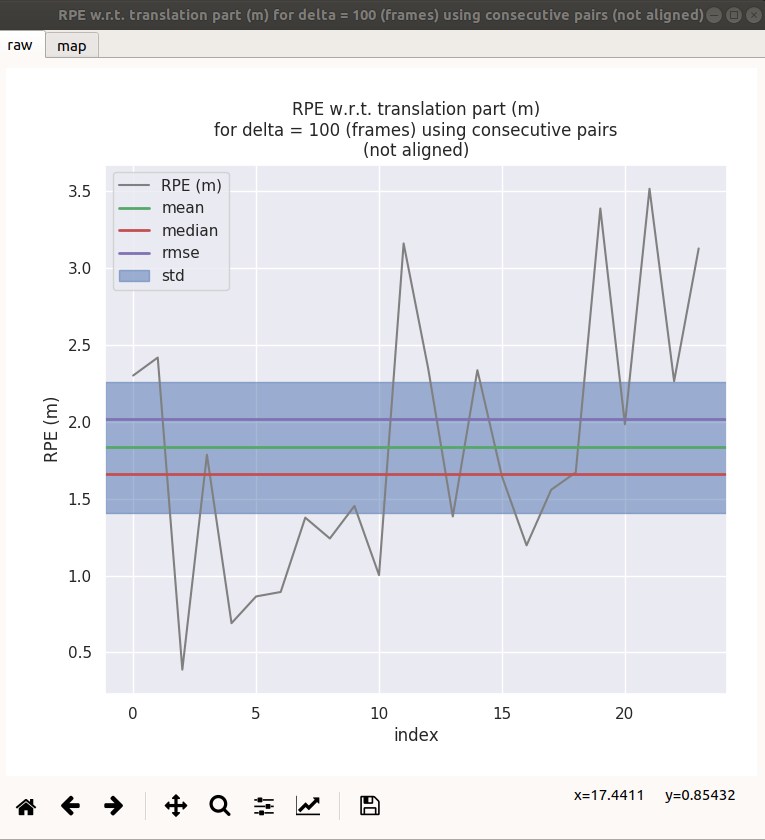 RPE w.r.t. translation part (m) for delta = 100 (frames) using consecutive pairs (not aligned)
raw map
RPE w.r.t. translation part (m)
for delta = 100 (frames) using consecutive pairs
(not aligned)
RPE (m)
mean
median
rmse
std
3.5
3.0
2.5
2.0
1.5
1.0
0.5
RPE (m)
0 5 10 15 20
index
x=17.4411 y=0.85432